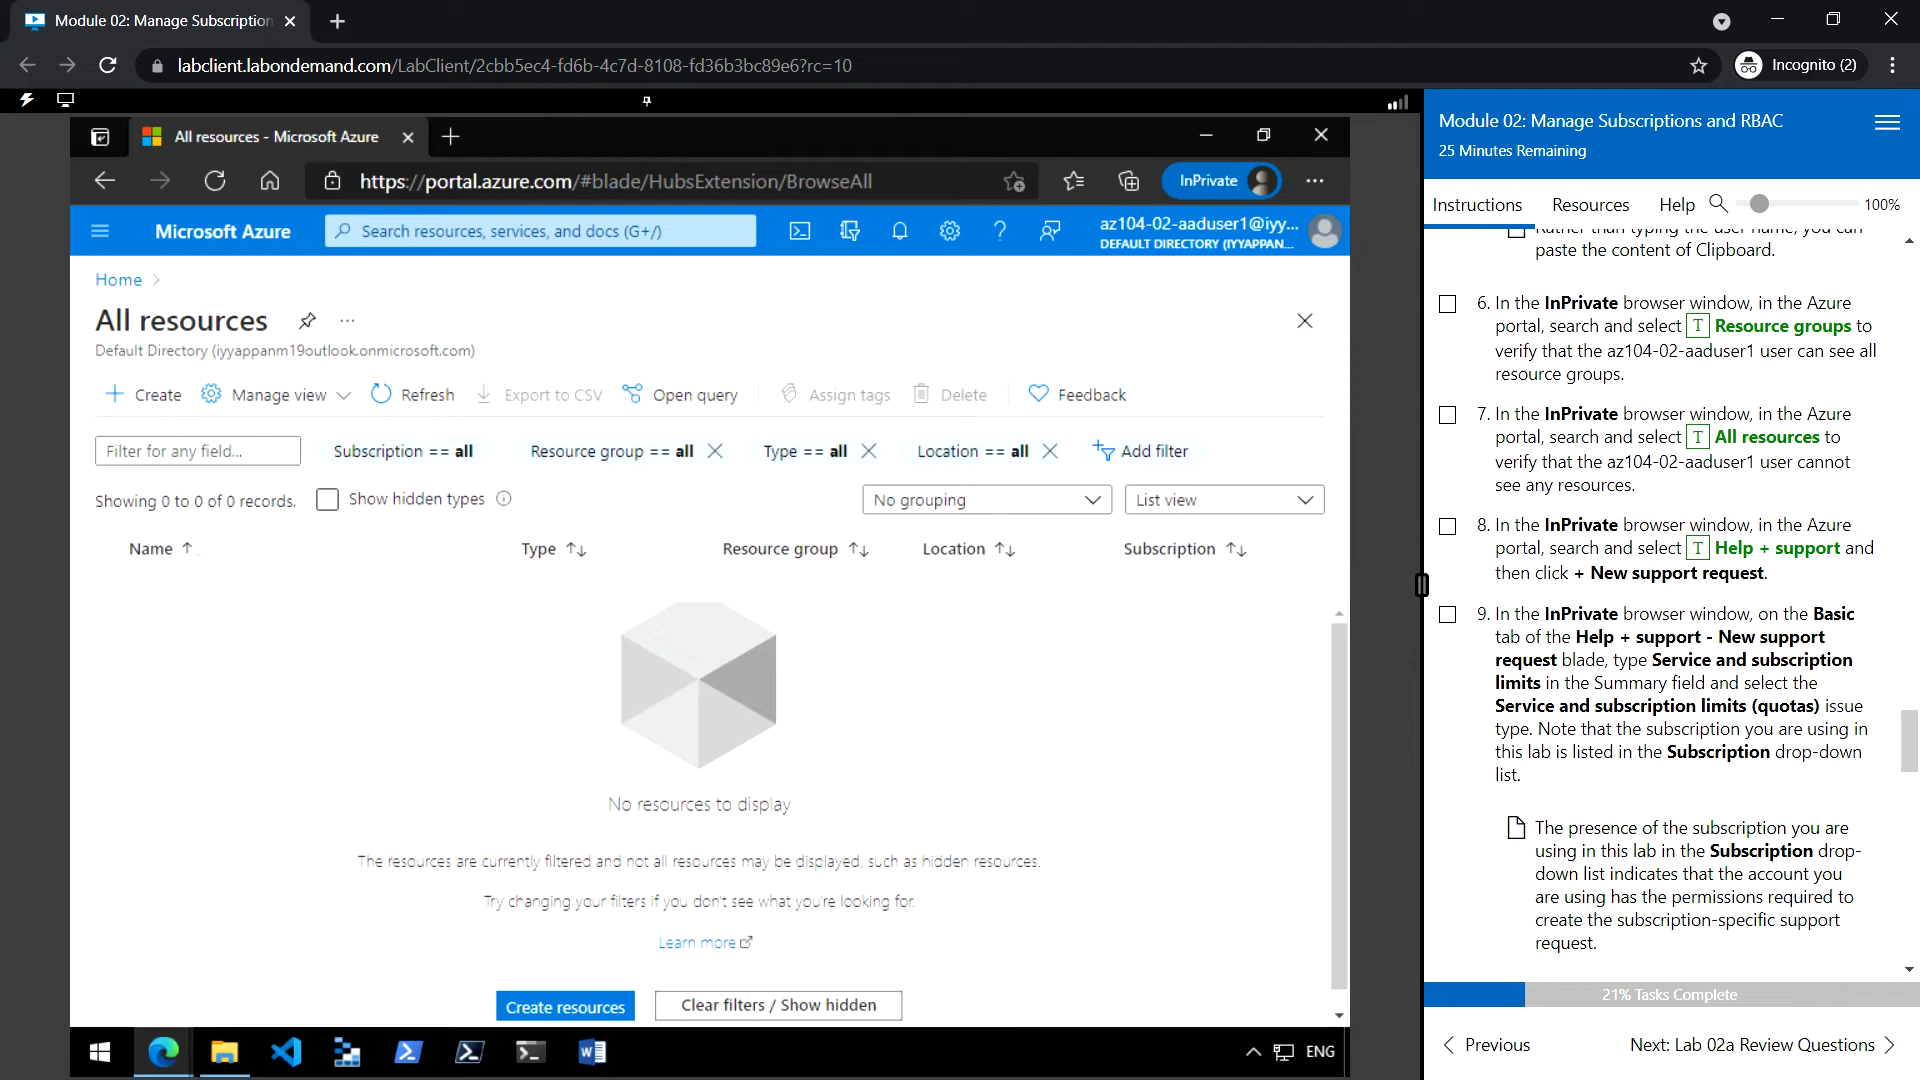 Module 02: Manage Subscription
labclient.labondemand.com/LabClient/2cbb5ec4-fd6b-4c7d-8108-fd36b3bc89e6?rc=10
Incognito (2)
All resources - Microsoft Azure
https://portal.azure.com/#blade/HubsExtension/BrowseAll
InPrivate
Microsoft Azure
Search resources, services, and docs (G+/)
az104-02-aaduser1@iyy...
DEFAULT DIRECTORY (IYYAPPAN...
Home
All resources
Default Directory (iyyappanm19outlook.onmicrosoft.com)
Create
Manage view
Refresh
Export to CSV
Open query
Assign tags
Delete
Feedback
Filter for any field...
Subscription == all
Resource group == all
Type == all
Location == all
Add filter
Showing 0 to 0 of 0 records.
Show hidden types
No grouping
List view
Name
Type
Resource group
Location
Subscription
No resources to display
The resources are currently filtered and not all resources may be displayed, such as hidden resources.
Try changing your filters if you don't see what you're looking for.
Learn more
Create resources
Clear filters / Show hidden
ENG
Module 02: Manage Subscriptions and RBAC
25 Minutes Remaining
Instructions
Resources
Help
100%
Rather than typing the user name, you can
paste the content of Clipboard.
6. In the InPrivate browser window, in the Azure
portal, search and select T Resource groups to
verify that the az104-02-aaduser1 user can see all
resource groups.
7. In the InPrivate browser window, in the Azure
portal, search and select T All resources to
verify that the az104-02-aaduser1 user cannot
see any resources.
8. In the InPrivate browser window, in the Azure
portal, search and select T Help + support and
then click + New support request.
9. In the InPrivate browser window, on the Basic
tab of the Help + support - New support
request blade, type Service and subscription
limits in the Summary field and select the
Service and subscription limits (quotas) issue
type. Note that the subscription you are using in
this lab is listed in the Subscription drop-down
list.
The presence of the subscription you are
using in this lab in the Subscription drop-
down list indicates that the account you
are using has the permissions required to
create the subscription-specific support
request.
21% Tasks Complete
Previous
Next: Lab 02a Review Questions